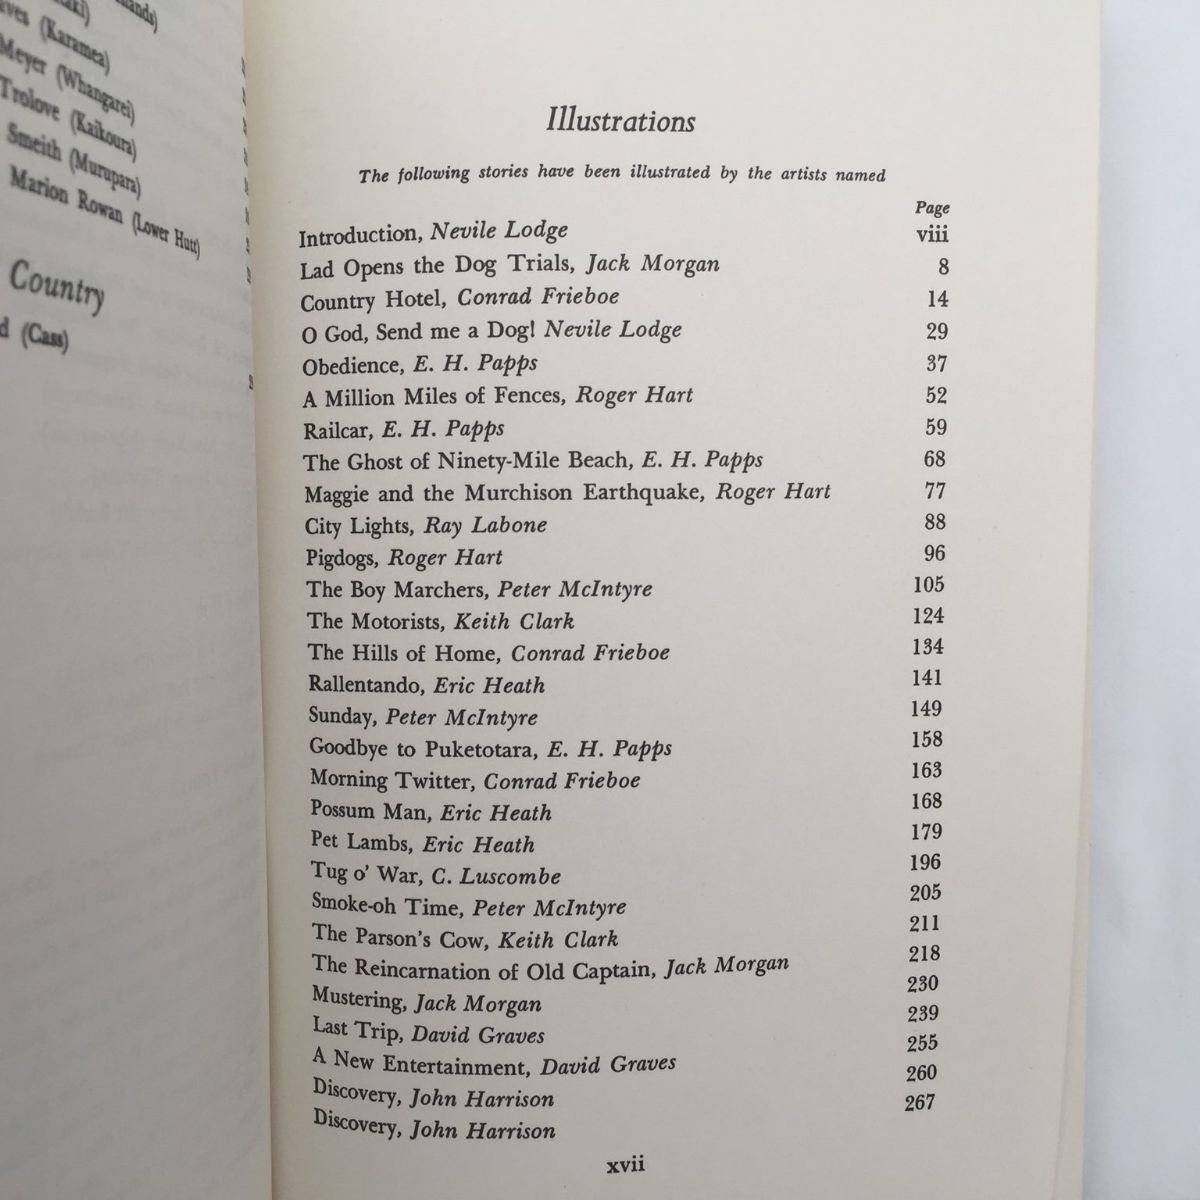 (Karamea)
Meyer (Whangarei)
Trolove (Kaikoura)
Smeith (Murupara)
Marion Rowan (Lower Hutt)
Country
(Cass)
Illustrations
The following stories have been illustrated by the artists named
Page
Introduction, Nevile Lodge viii
Lad Opens the Dog Trials, Jack Morgan 8
Country Hotel, Conrad Frieboe 14
O God, Send me a Dog! Nevile Lodge 29
Obedience, E. H. Papps 37
A Million Miles of Fences, Roger Hart 52
Railcar, E. H. Papps 59
The Ghost of Ninety-Mile Beach, E. H. Papps 68
Maggie and the Murchison Earthquake, Roger Hart 77
City Lights, Ray Labone 88
Pigdogs, Roger Hart 96
The Boy Marchers, Peter McIntyre 105
The Motorists, Keith Clark 124
The Hills of Home, Conrad Frieboe 134
Rallentando, Eric Heath 141
Sunday, Peter McIntyre 149
Goodbye to Puketotara, E. H. Papps 158
Morning Twitter, Conrad Frieboe 163
Possum Man, Eric Heath 168
Pet Lambs, Eric Heath 179
Tug o' War, C. Luscombe 196
Smoke-oh Time, Peter McIntyre 205
The Parson's Cow, Keith Clark 211
The Reincarnation of Old Captain, Jack Morgan 218
Mustering, Jack Morgan 230
Last Trip, David Graves 239
A New Entertainment, David Graves 255
Discovery, John Harrison 260
Discovery, John Harrison 267
xvii